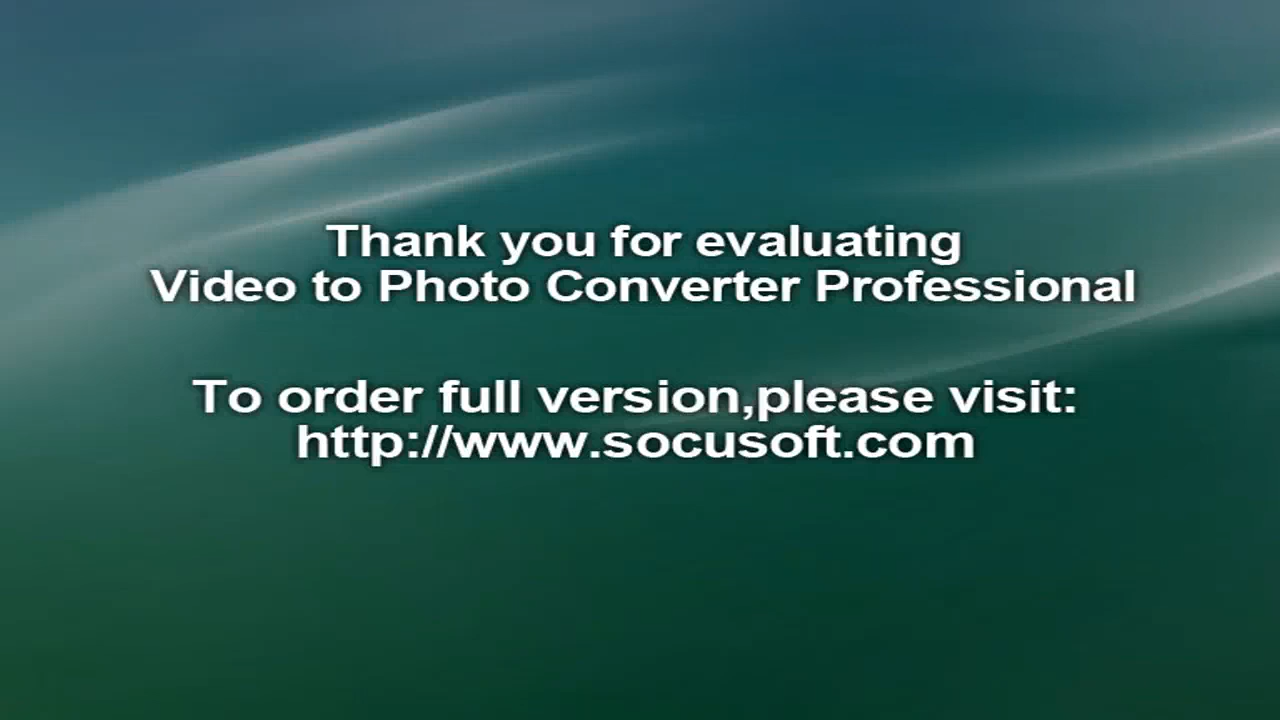 Thank you for evaluating
Video to Photo Converter Professional
To order full version,please visit:
http://www.socusoft.com